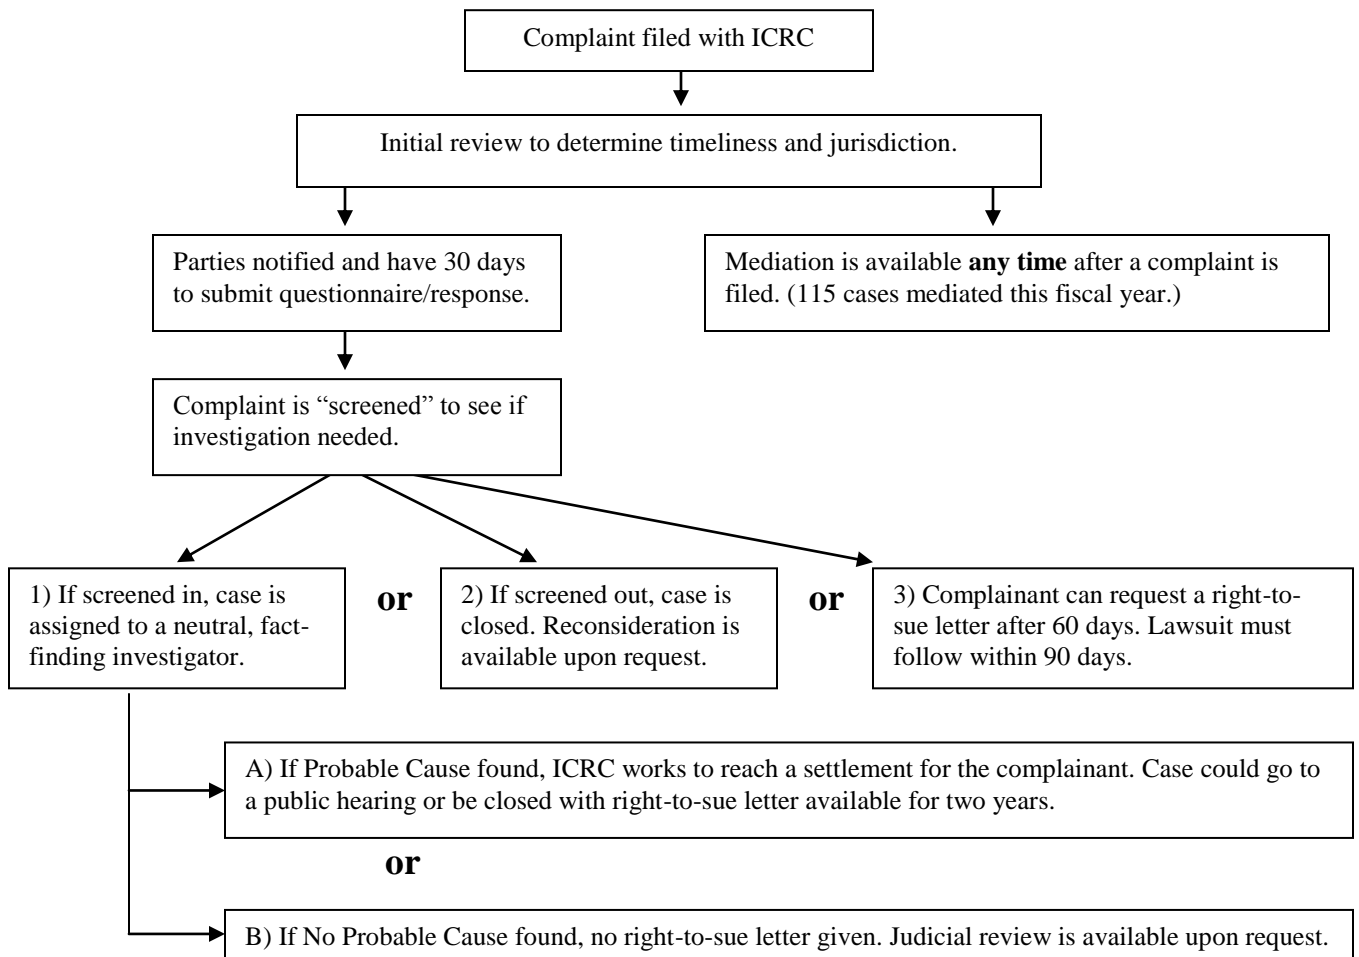 Complaint filed with ICRC
Initial review to determine timeliness and jurisdiction.
Parties notified and have 30 days
to submit questionnaire/response.
Mediation is available any time after a complaint is
filed. (115 cases mediated this fiscal year.)
Complaint is “screened” to see if
investigation needed.
1) If screened in, case is
assigned to a neutral, fact-
finding investigator.
or
2) If screened out, case is
closed. Reconsideration is
available upon request.
or
3) Complainant can request a right-to-
sue letter after 60 days. Lawsuit must
follow within 90 days.
A) If Probable Cause found, ICRC works to reach a settlement for the complainant. Case could go to
a public hearing or be closed with right-to-sue letter available for two years.
or
B) If No Probable Cause found, no right-to-sue letter given. Judicial review is available upon request.